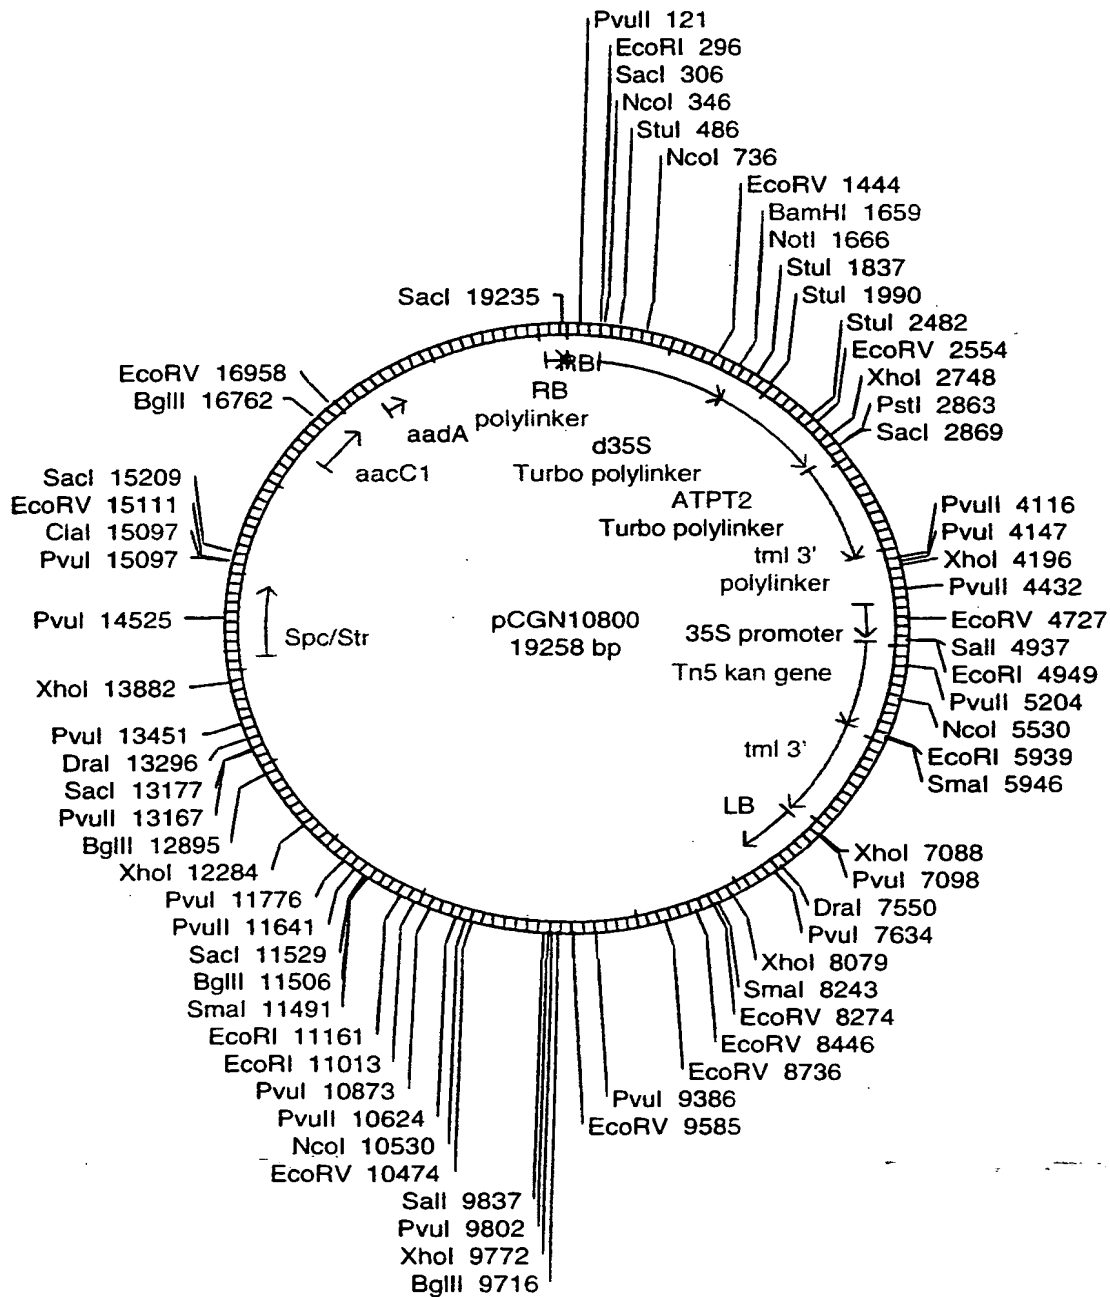 PvuII 121
EcoRI 296
SacI 306
NcoI 346
StuI 486
NcoI 736
EcoRV 1444
BamHI 1659
NotI 1666
StuI 1837
StuI 1990
StuI 2482
EcoRV 2554
XhoI 2748
PstI 2863
SacI 2869
PvuII 4116
PvuI 4147
XhoI 4196
PvuII 4432
EcoRV 4727
SalI 4937
EcoRI 4949
PvuII 5204
NcoI 5530
EcoRI 5939
SmaI 5946
XhoI 7088
PvuI 7098
DraI 7550
PvuI 7634
XhoI 8079
SmaI 8243
EcoRV 8274
EcoRV 8446
EcoRV 8736
PvuI 9386
EcoRV 9585
BglII 9716
XhoI 9772
PvuI 9802
SalI 9837
EcoRV 10474
NcoI 10530
PvuII 10624
PvuI 10873
EcoRI 11013
EcoRI 11161
SmaI 11491
BglII 11506
SacI 11529
PvuII 11641
PvuI 11776
XhoI 12284
BglII 12895
PvuII 13167
SacI 13177
DraI 13296
PvuI 13451
XhoI 13882
PvuI 14525
PvuI 15097
ClaI 15097
EcoRV 15111
SacI 15209
BglII 16762
EcoRV 16958
SacI 19235
RB
RB
polylinker
d35S
Turbo polylinker
ATPT2
Turbo polylinker
tml 3'
polylinker
35S promoter
Tn5 kan gene
tml 3'
LB
Spc/Str
aacC1
aadA
pCGN10800
19258 bp